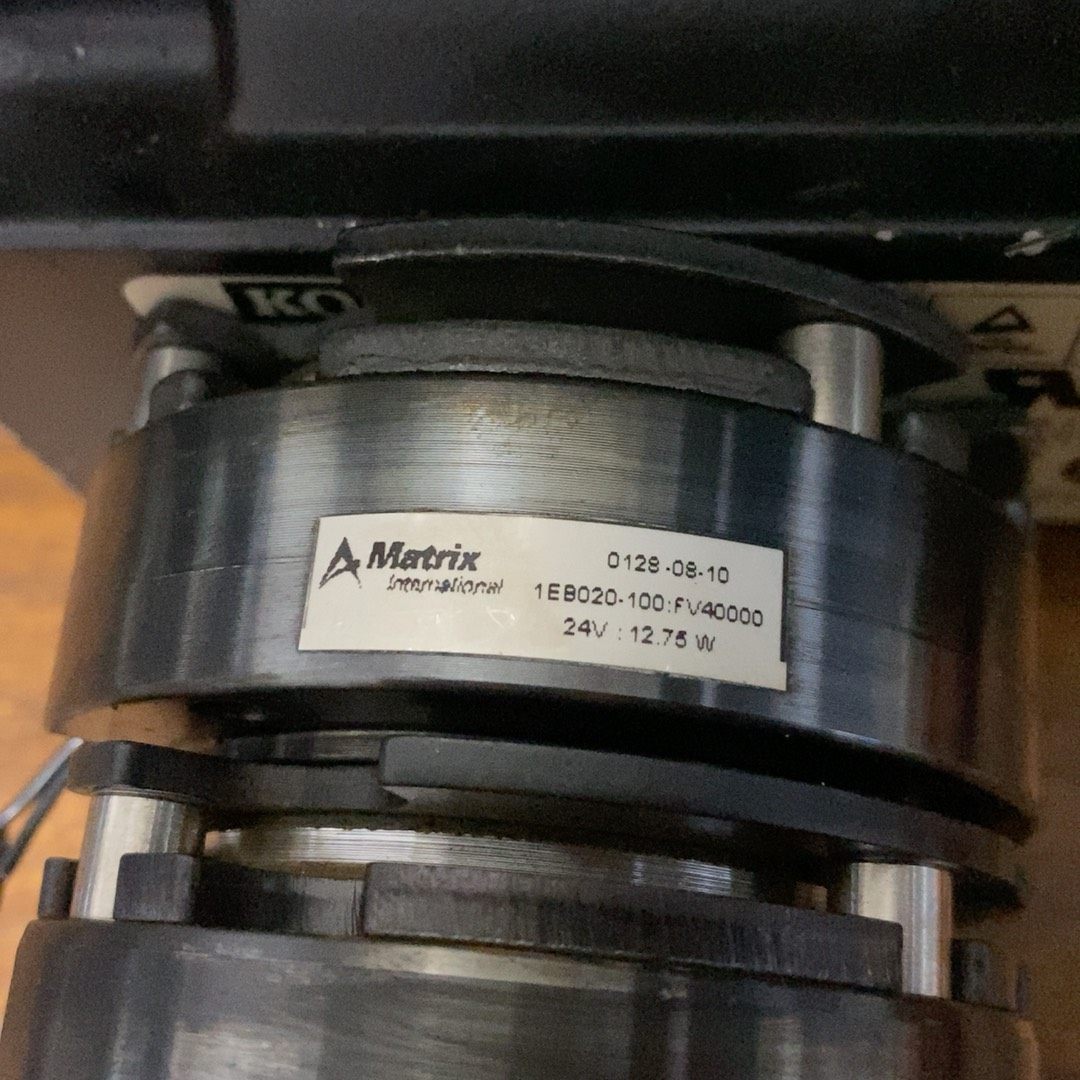 KO
Matrix
International
0128-08-10
1EB020-100:FV40000
24V : 12.75 W